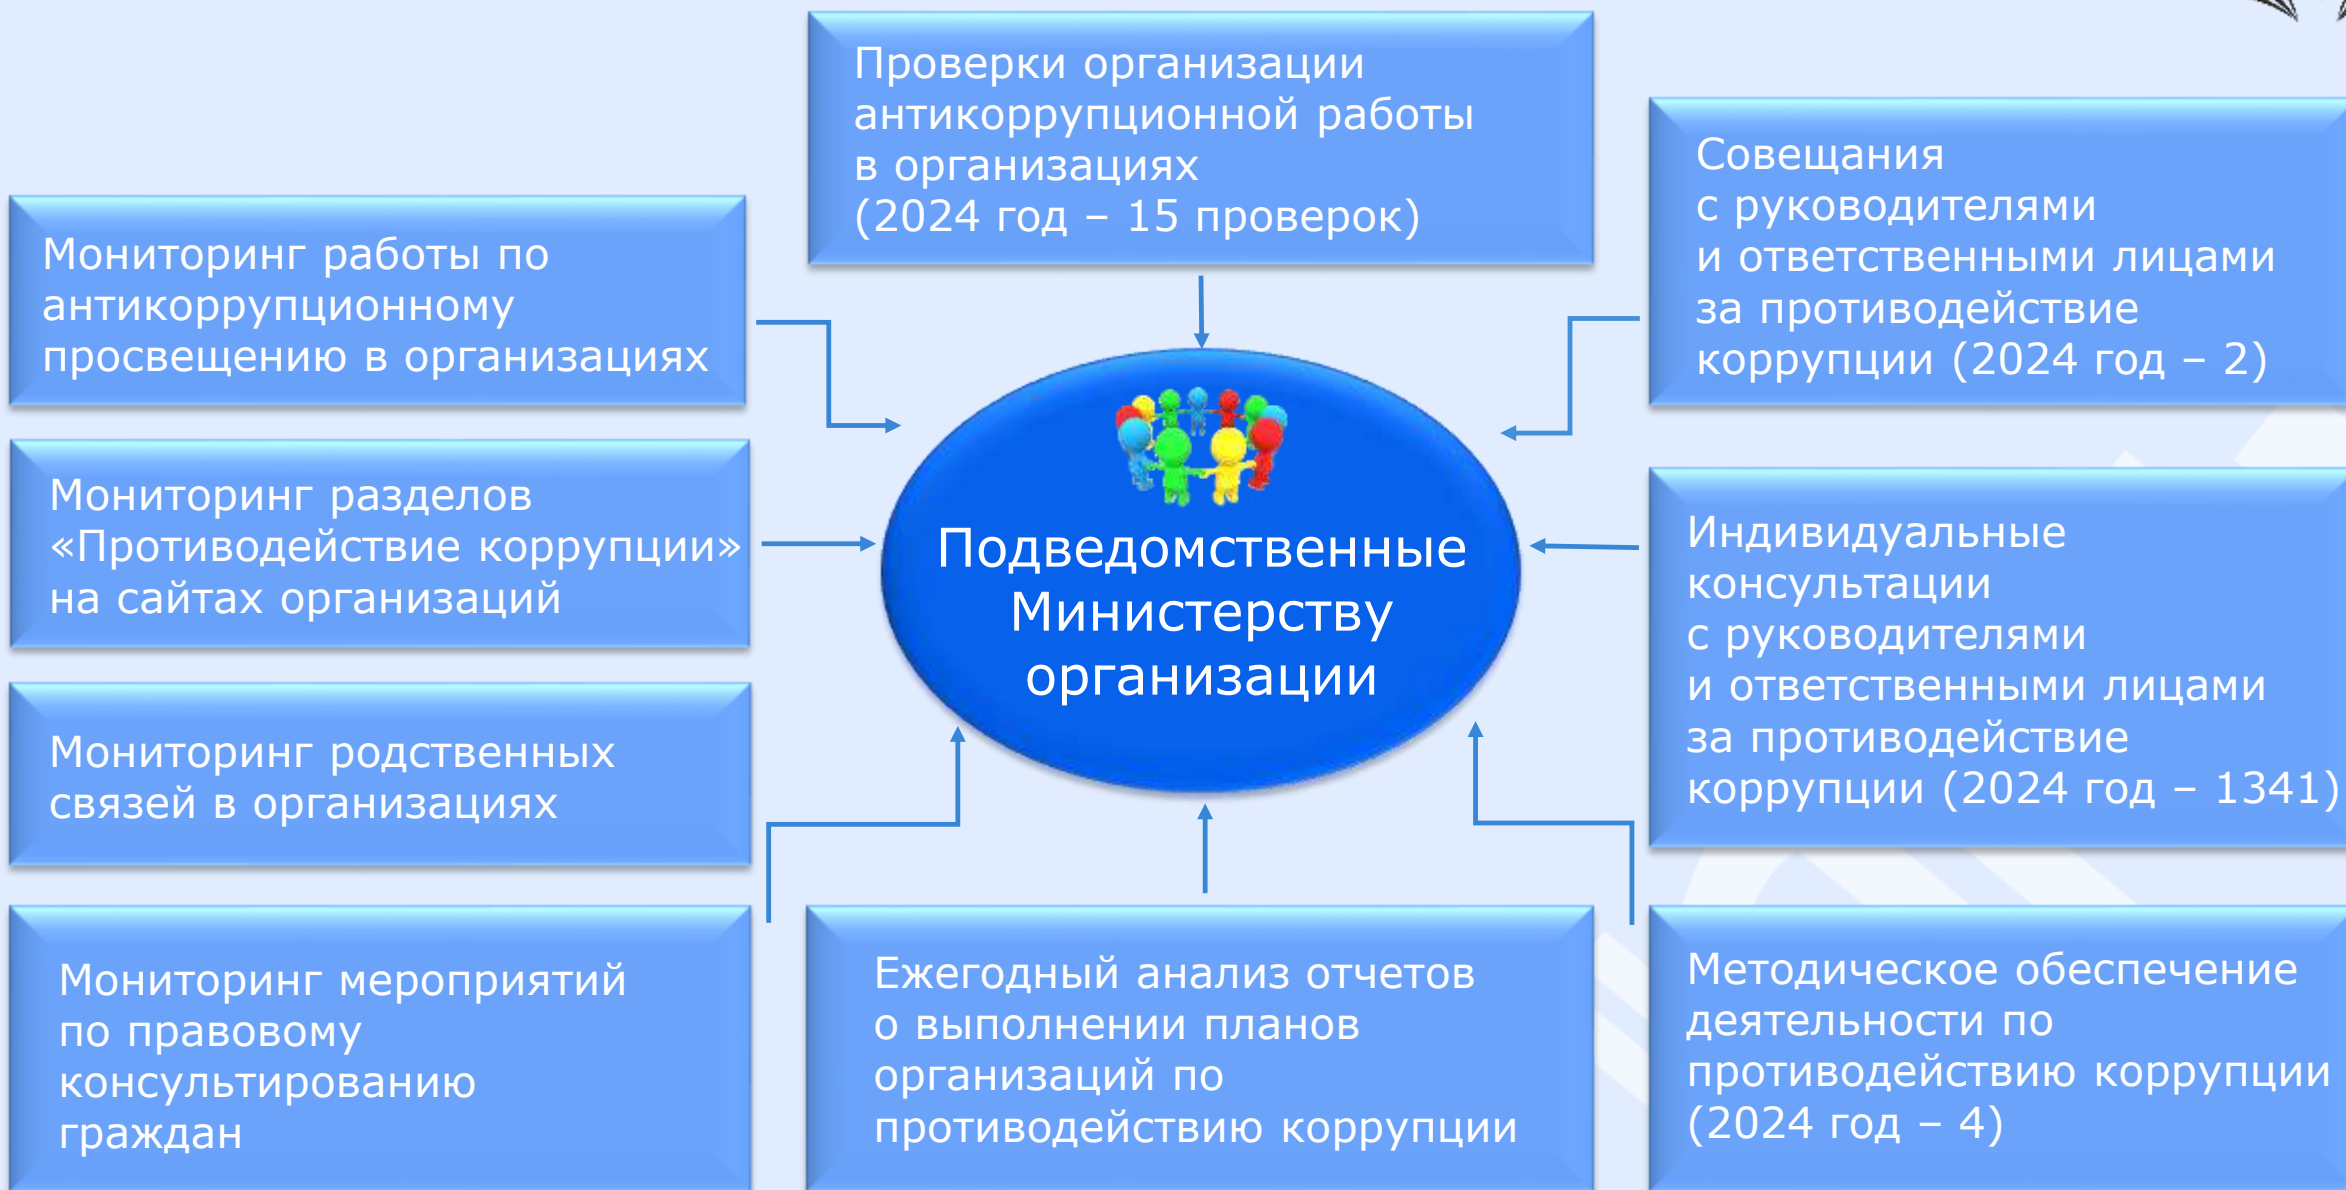 Проверки организации
антикоррупционной работы
в организациях
(2024 год – 15 проверок)
Мониторинг работы по
антикоррупционному
просвещению в организациях
Совещания
с руководителями
и ответственными лицами
за противодействие
коррупции (2024 год – 2)
Мониторинг разделов
«Противодействие коррупции»
на сайтах организаций
Подведомственные
Министерству
организации
Индивидуальные
консультации
с руководителями
и ответственными лицами
за противодействие
коррупции (2024 год – 1341)
Мониторинг родственных
связей в организациях
Мониторинг мероприятий
по правовому
консультированию
граждан
Ежегодный анализ отчетов
о выполнении планов
организаций по
противодействию коррупции
Методическое обеспечение
деятельности по
противодействию коррупции
(2024 год – 4)